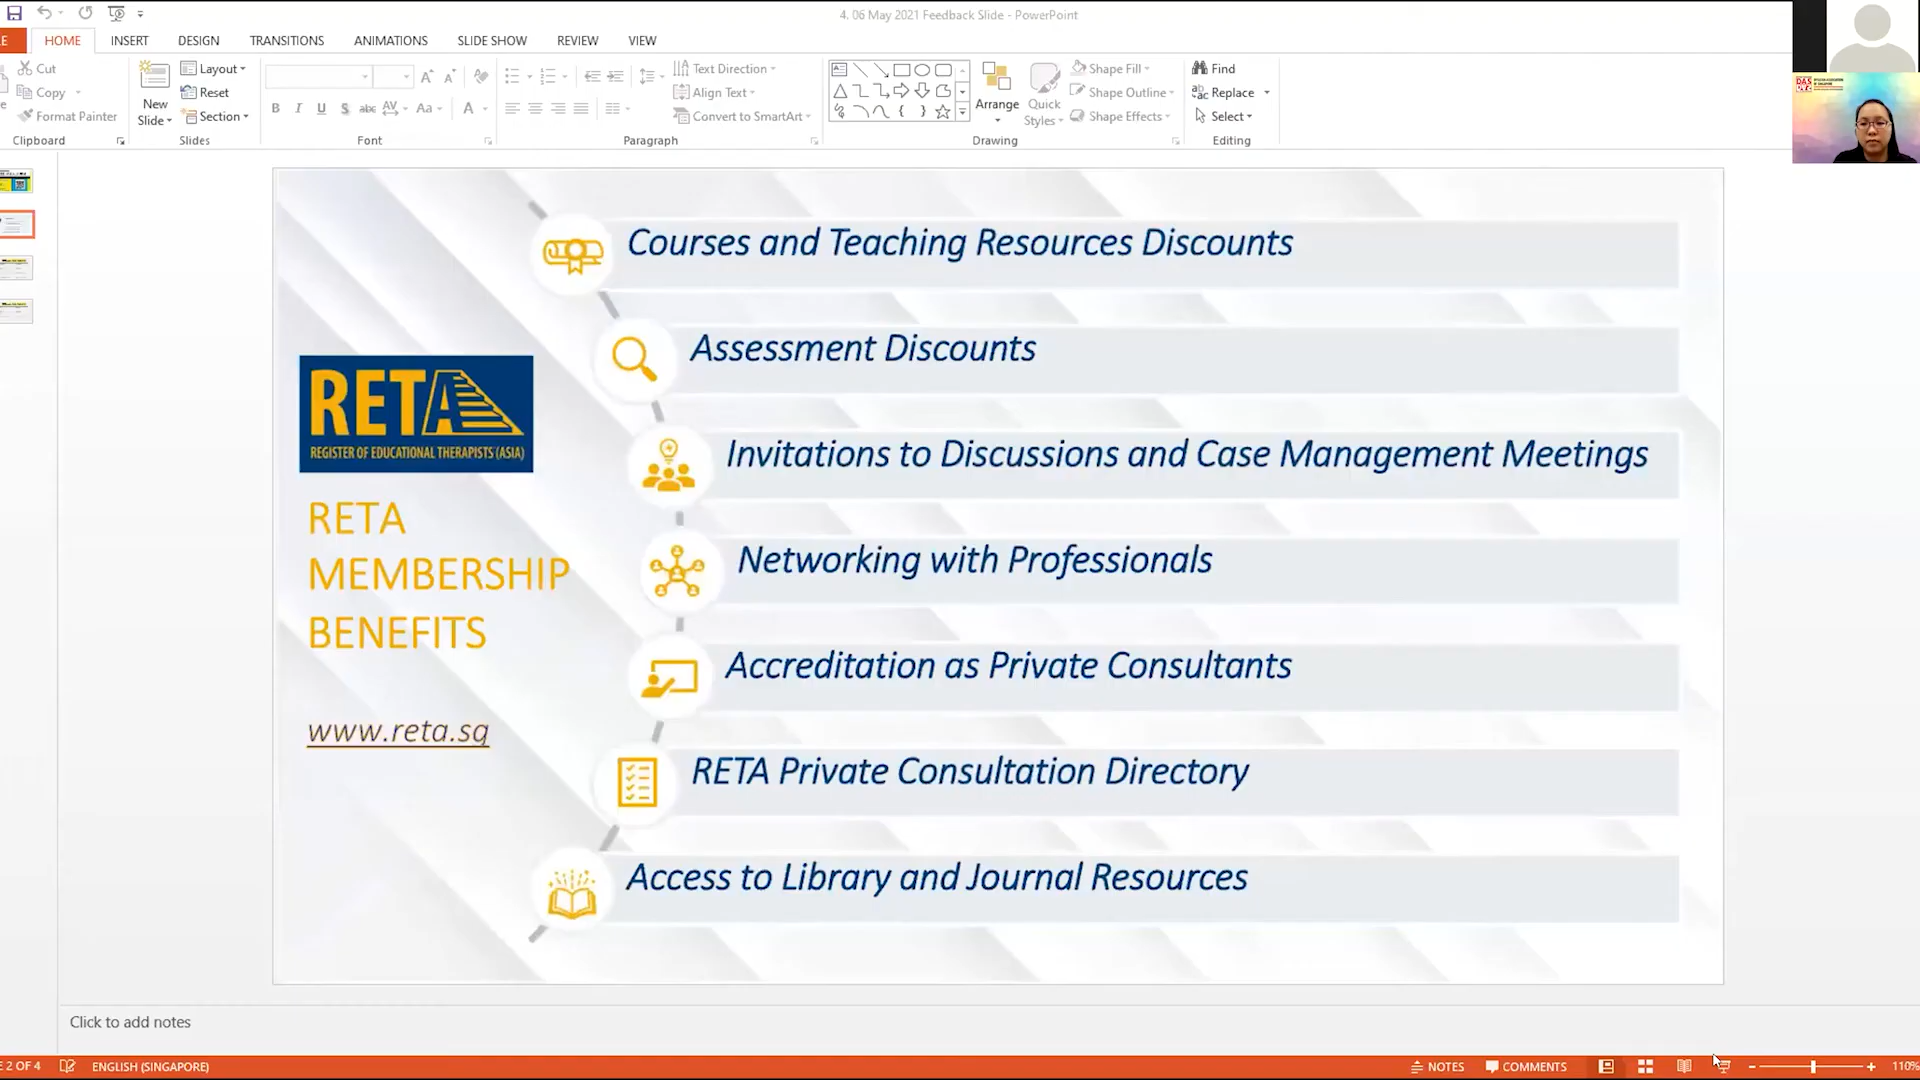 4. 06 May 2021 Feedback Slide - PowerPoint
HOME INSERT DESIGN TRANSITIONS ANIMATIONS SLIDE SHOW REVIEW VIEW
Cut
Copy
Format Painter
Clipboard
New Slide
Layout
Reset
Section
Slides
B I U S abc AV Aa A
Font
Text Direction
Align Text
Convert to SmartArt
Paragraph
Arrange
Quick Styles
Shape Fill
Shape Outline
Shape Effects
Drawing
Find
Replace
Select
Editing
Courses and Teaching Resources Discounts
Assessment Discounts
Invitations to Discussions and Case Management Meetings
Networking with Professionals
Accreditation as Private Consultants
RETA Private Consultation Directory
Access to Library and Journal Resources
RETA
REGISTER OF EDUCATIONAL THERAPISTS (ASIA)
RETA
MEMBERSHIP
BENEFITS
www.reta.sg
Click to add notes
E 2 OF 4 ENGLISH (SINGAPORE) NOTES COMMENTS 110%